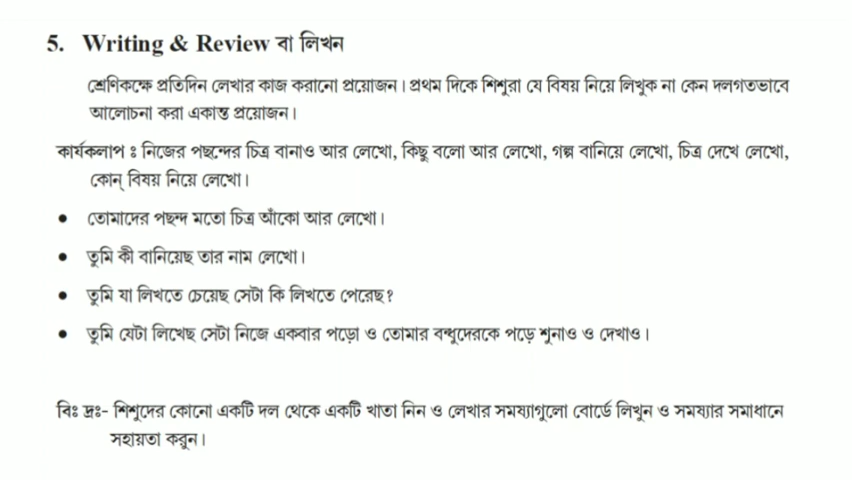 5. Writing & Review বা লিখন
শ্রেণিকক্ষে প্রতিদিন লেখার কাজ করানো প্রয়োজন। প্রথম দিকে শিশুরা যে বিষয় নিয়ে লিখুক না কেন দলগতভাবে
আলোচনা করা একান্ত প্রয়োজন।
কার্যকলাপ ঃ নিজের পছন্দের চিত্র বানাও আর লেখো, কিছু বলো আর লেখো, গল্প বানিয়ে লেখো, চিত্র দেখে লেখো,
কোন্ বিষয় নিয়ে লেখো।
• তোমাদের পছন্দ মতো চিত্র আঁকো আর লেখো।
• তুমি কী বানিয়েছ তার নাম লেখো।
• তুমি যা লিখতে চেয়েছ সেটা কি লিখতে পেরেছ?
• তুমি যেটা লিখেছ সেটা নিজে একবার পড়ো ও তোমার বন্ধুদেরকে পড়ে শুনাও ও দেখাও।
বিঃ দ্রঃ- শিশুদের কোনো একটি দল থেকে একটি খাতা নিন ও লেখার সমষ্যাগুলো বোর্ডে লিখুন ও সমষ্যার সমাধানে
সহায়তা করুন।